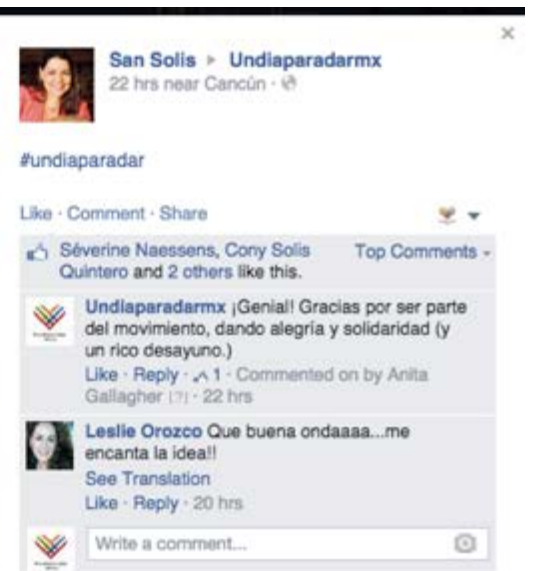 San Solis ▸ Undiaparadarmx
22 hrs near Cancún ·
#undiaparadar
Like · Comment · Share
Séverine Naessens, Cony Solis
Quintero and 2 others like this.
Top Comments
Undiaparadarmx ¡Genial! Gracias por ser parte
del movimiento, dando alegría y solidaridad (y
un rico desayuno.)
Like · Reply · 1 · Commented on by Anita
Gallagher [?] · 22 hrs
Leslie Orozco Que buena ondaaaa...me
encanta la idea!!
See Translation
Like · Reply · 20 hrs
Write a comment...